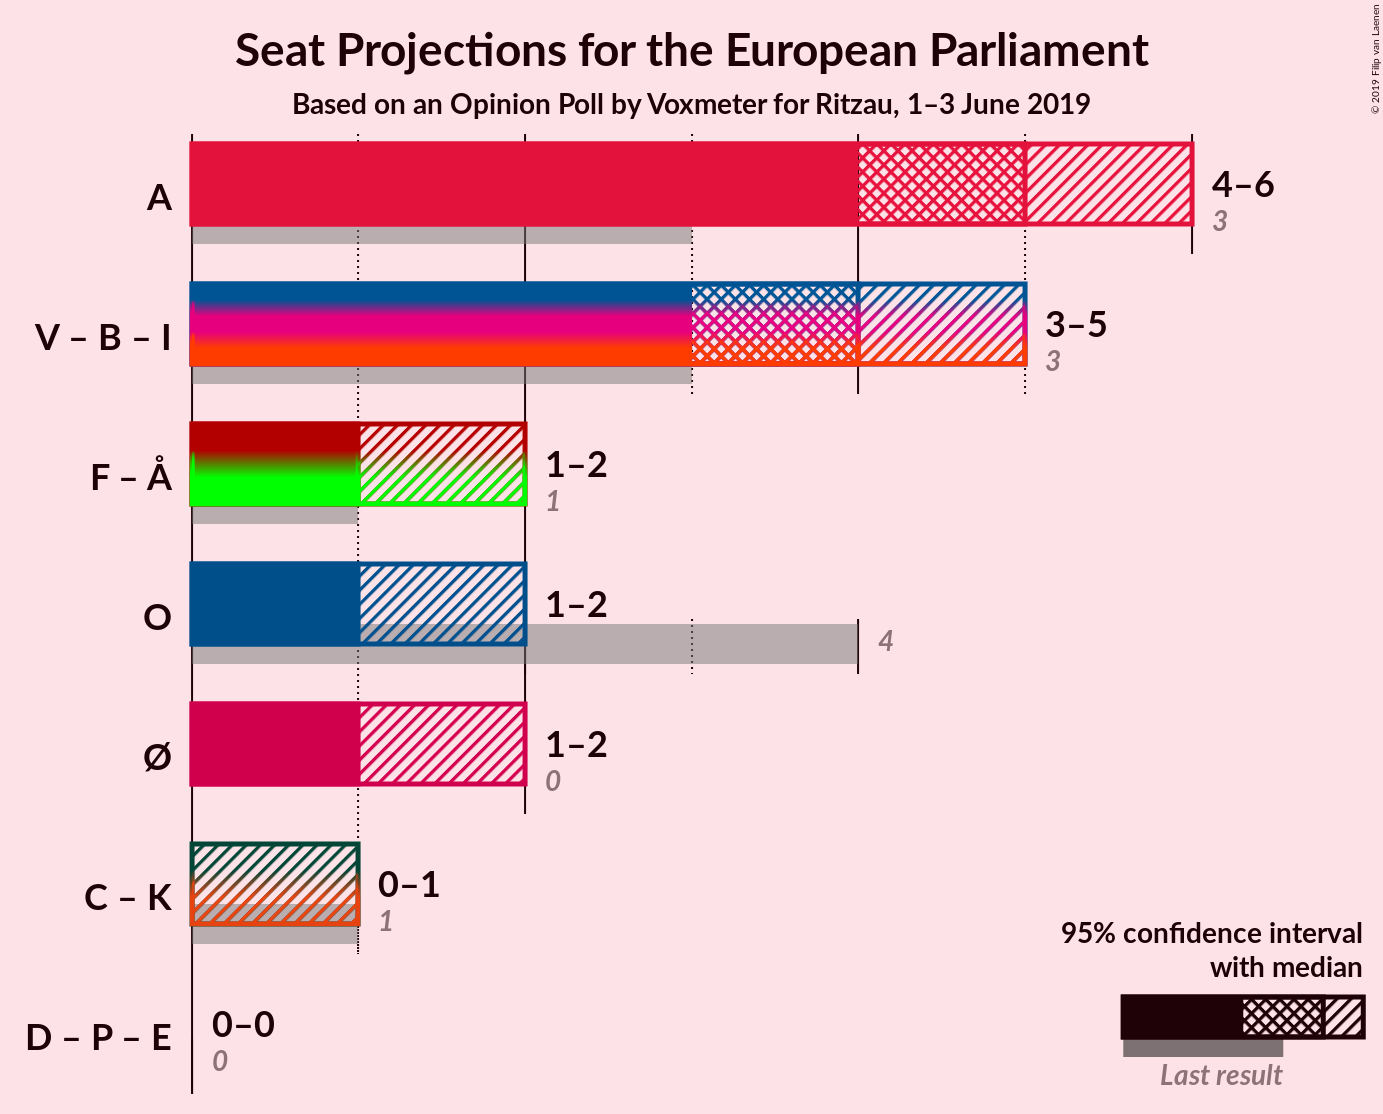 Seat Projections for the European Parliament
Based on an Opinion Poll by Voxmeter for Ritzau, 1–3 June 2019
© 2019 Filip van Laenen
A
4–6
3
V – B – I
3–5
3
F – Å
1–2
1
O
1–2
4
Ø
1–2
0
C – K
0–1
1
D – P – E
0–0
0
95% confidence interval
with median
Last result